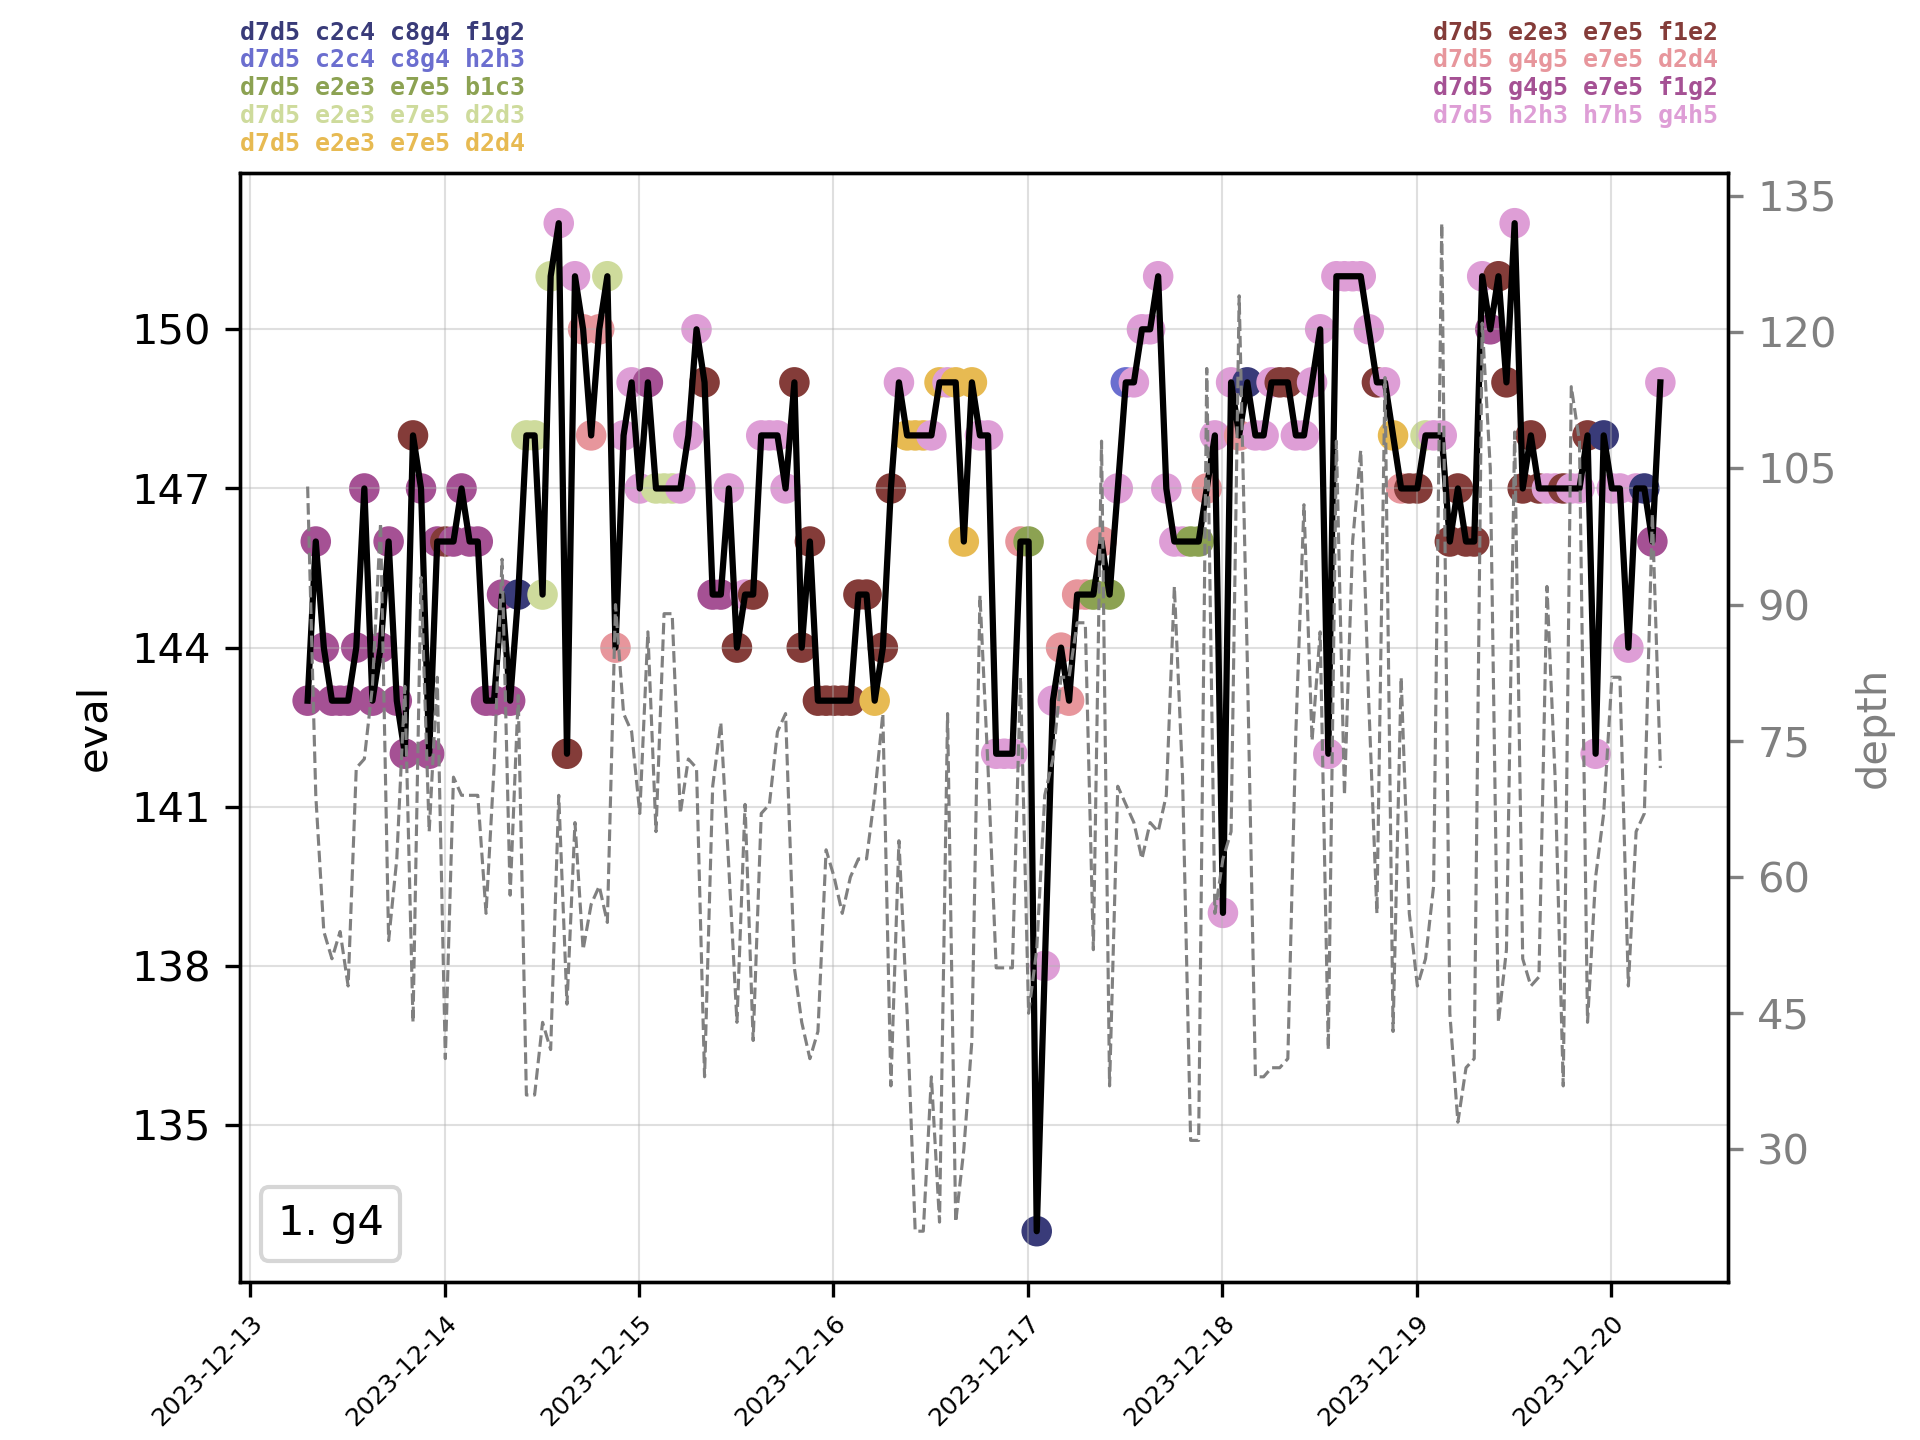 d7d5 c2c4 c8g4 f1g2
d7d5 c2c4 c8g4 h2h3
d7d5 e2e3 e7e5 b1c3
d7d5 e2e3 e7e5 d2d3
d7d5 e2e3 e7e5 d2d4
d7d5 e2e3 e7e5 f1e2
d7d5 g4g5 e7e5 d2d4
d7d5 g4g5 e7e5 f1g2
d7d5 h2h3 h7h5 g4h5
150
147
144
141
138
135
eval
135
120
105
90
75
60
45
30
depth
1. g4
2023-12-13
2023-12-14
2023-12-15
2023-12-16
2023-12-17
2023-12-18
2023-12-19
2023-12-20